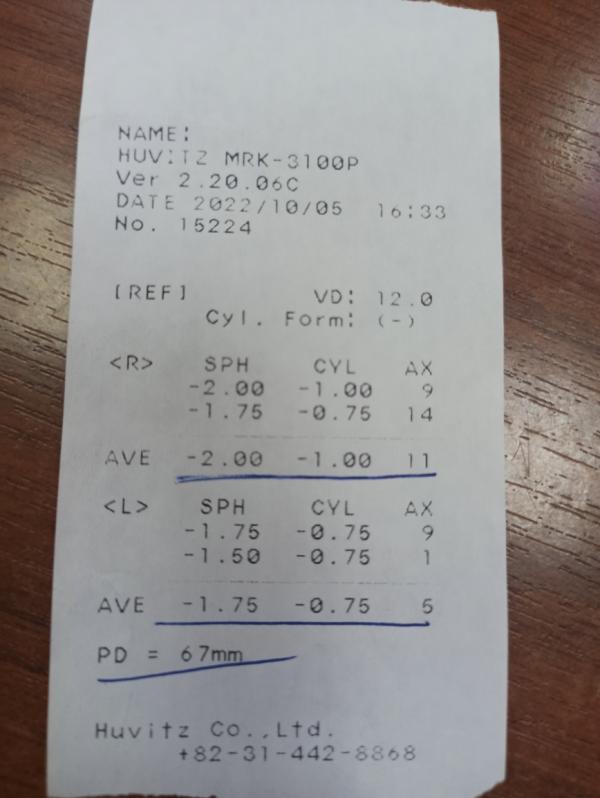 NAME:
HUVITZ MRK-3100P
Ver 2.20.06C
DATE 2022/10/05 16:33
No. 15224
[REF] VD: 12.0
Cyl. Form: (-)
<R> SPH CYL AX
-2.00 -1.00 9
-1.75 -0.75 14
AVE -2.00 -1.00 11
<L> SPH CYL AX
-1.75 -0.75 9
-1.50 -0.75 1
AVE -1.75 -0.75 5
PD = 67mm
Huvitz Co.,Ltd.
+82-31-442-8868